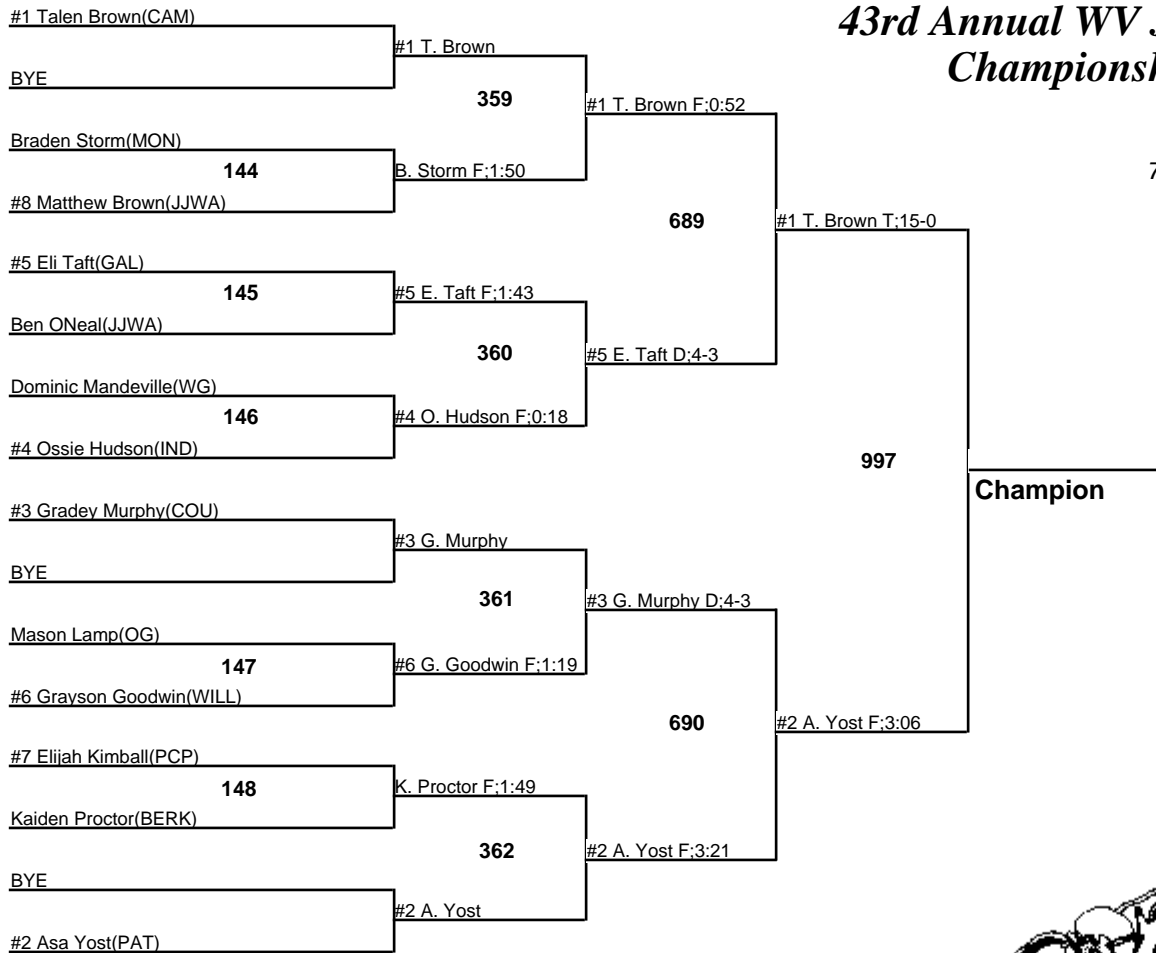 #1 Talen Brown(CAM)
43rd Annual WV
#1 T. Brown
Championsh
BYE
359
#1 T. Brown F;0:52
Braden Storm(MON)
144
B. Storm F;1:50
7
#8 Matthew Brown(JJWA)
689
#1 T. Brown T;15-0
#5 Eli Taft(GAL)
145
#5 E. Taft F;1:43
Ben ONeal(JJWA)
360
#5 E. Taft D;4-3
Dominic Mandeville(WG)
146
#4 O. Hudson F;0:18
#4 Ossie Hudson(IND)
997
Champion
#3 Gradey Murphy(COU)
#3 G. Murphy
BYE
361
#3 G. Murphy D;4-3
Mason Lamp(OG)
147
#6 G. Goodwin F;1:19
#6 Grayson Goodwin(WILL)
690
#2 A. Yost F;3:06
#7 Elijah Kimball(PCP)
148
K. Proctor F;1:49
Kaiden Proctor(BERK)
362
#2 A. Yost F;3:21
BYE
#2 A. Yost
#2 Asa Yost(PAT)